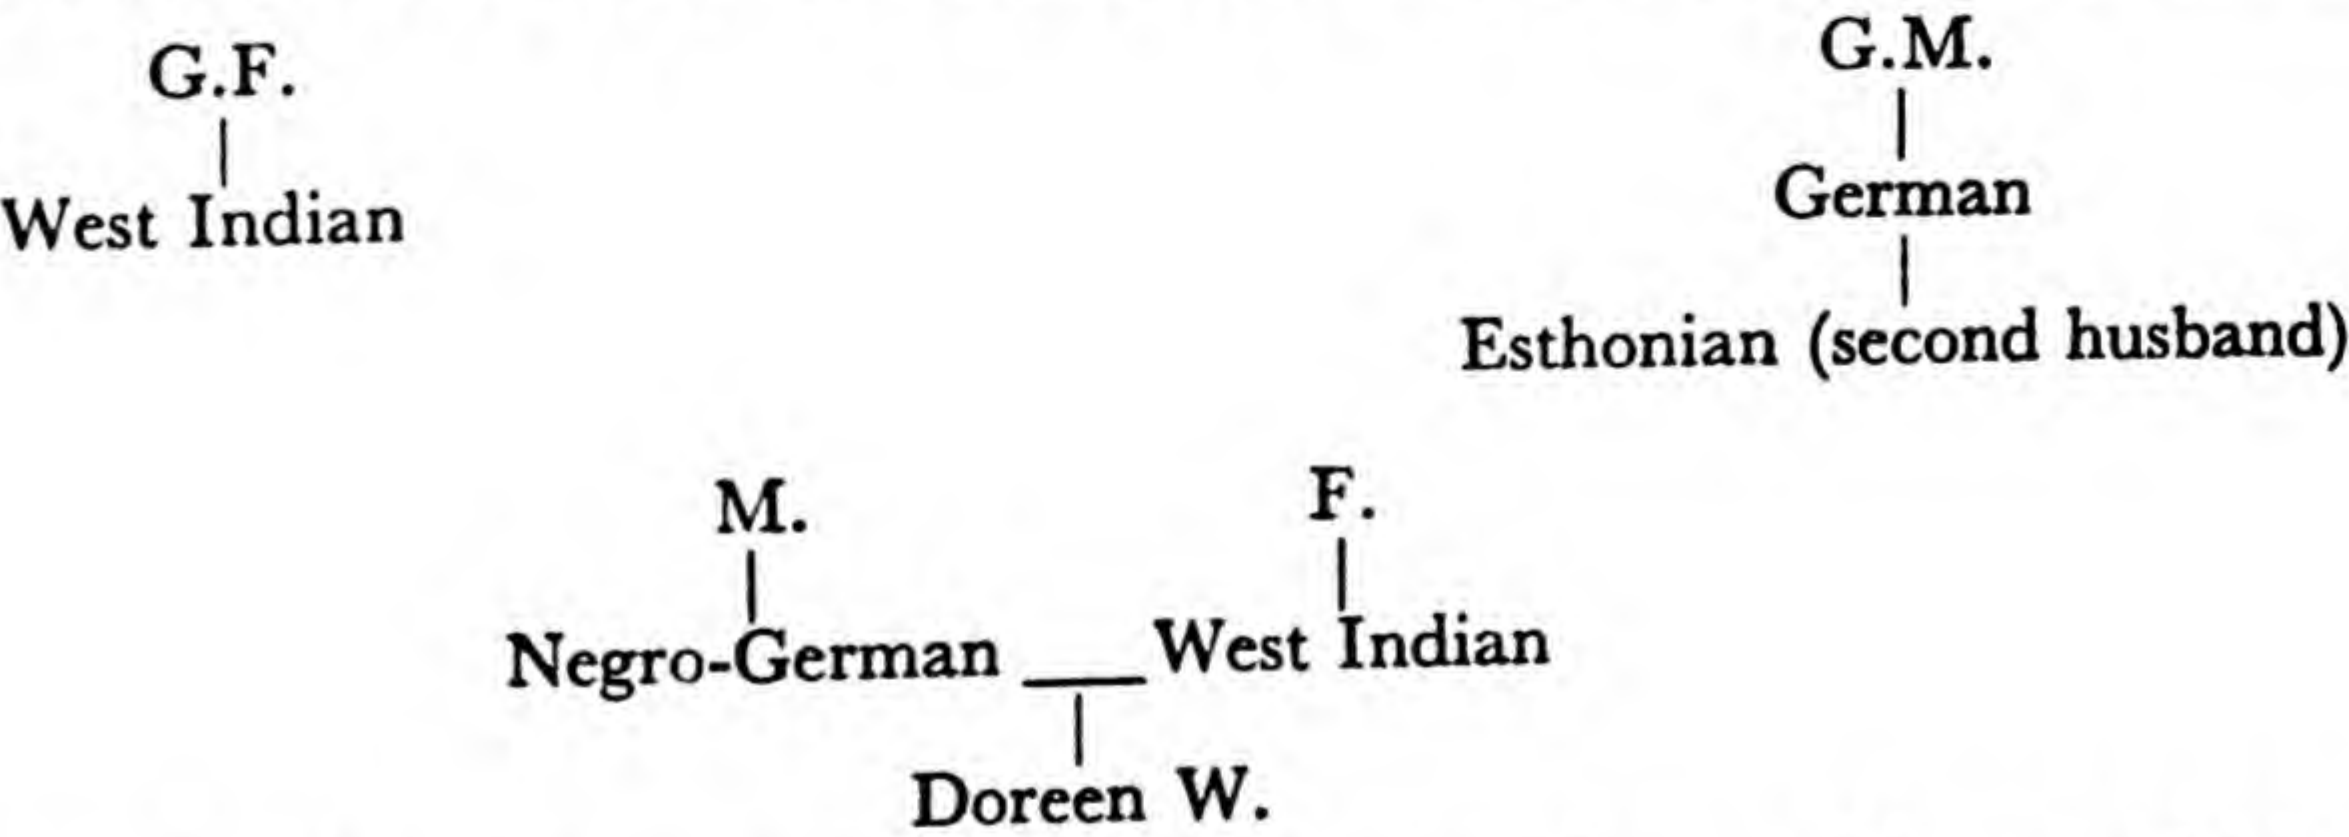 G.F.
G.M.
West Indian
German
Esthonian (second husband)
M.
F.
Negro-German
West Indian
Doreen W.